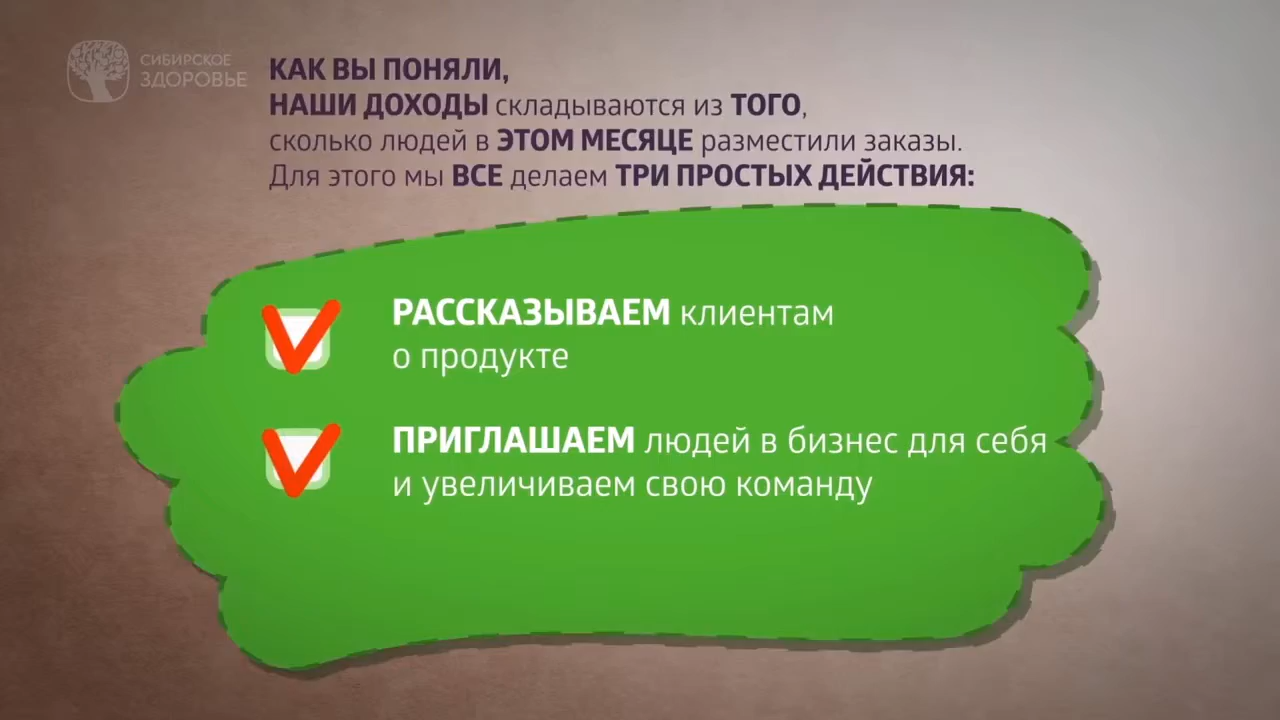 СИБИРСКОЕ
ЗДОРОВЬЕ
КАК ВЫ ПОНЯЛИ,
НАШИ ДОХОДЫ складываются из ТОГО,
сколько людей в ЭТОМ МЕСЯЦЕ разместили заказы.
Для этого мы ВСЕ делаем ТРИ ПРОСТЫХ ДЕЙСТВИЯ:
РАССКАЗЫВАЕМ клиентам
о продукте
ПРИГЛАШАЕМ людей в бизнес для себя
и увеличиваем свою команду